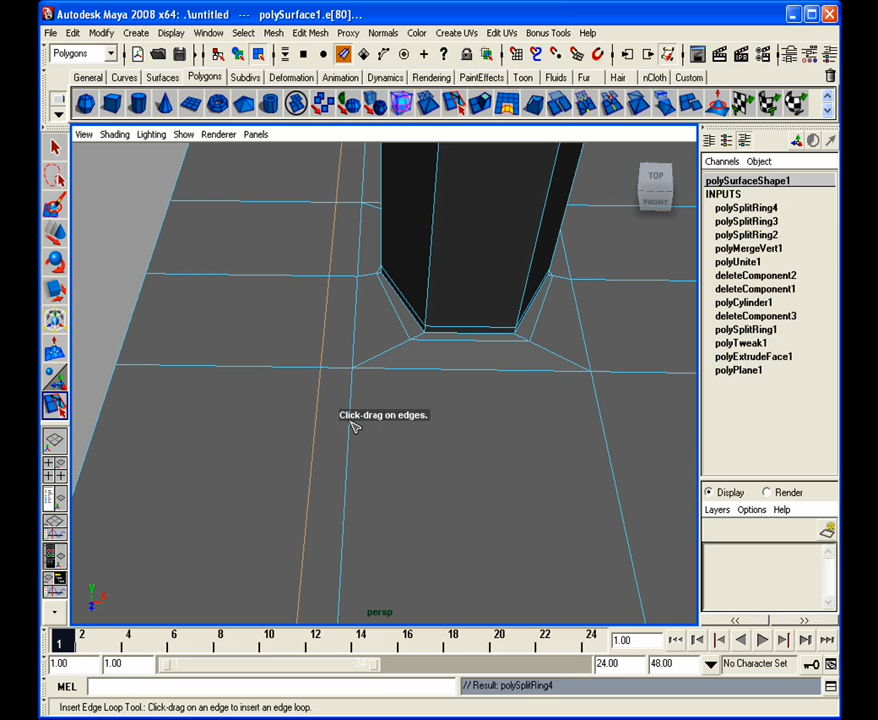 Autodesk Maya 2008 x64: .\untitled --- polySurface1.e[80]...
File Edit Modify Create Display Window Select Mesh Edit Mesh Proxy Normals Color Create UVs Edit UVs Bonus Tools Help
Polygons
General Curves Surfaces Polygons Subdivs Deformation Animation Dynamics Rendering PaintEffects Toon Fluids Fur Hair nCloth Custom
View Shading Lighting Show Renderer Panels
Channels Object
TOP
FRONT
polySurfaceShape1
INPUTS
polySplitRing4
polySplitRing3
polySplitRing2
polyMergeVert1
polyUnite1
deleteComponent2
deleteComponent1
polyCylinder1
deleteComponent3
polySplitRing1
polyTweak1
polyExtrudeFace1
polyPlane1
Click-drag on edges.
Display Render
Layers Options Help
y
x
z
persp
<< >>
1 2 4 6 8 10 12 14 16 18 20 22 24 1.00
1.00 1.00 1 24 24.00 48.00 No Character Set
MEL // Result: polySplitRing4
Insert Edge Loop Tool: Click-drag on an edge to insert an edge loop.